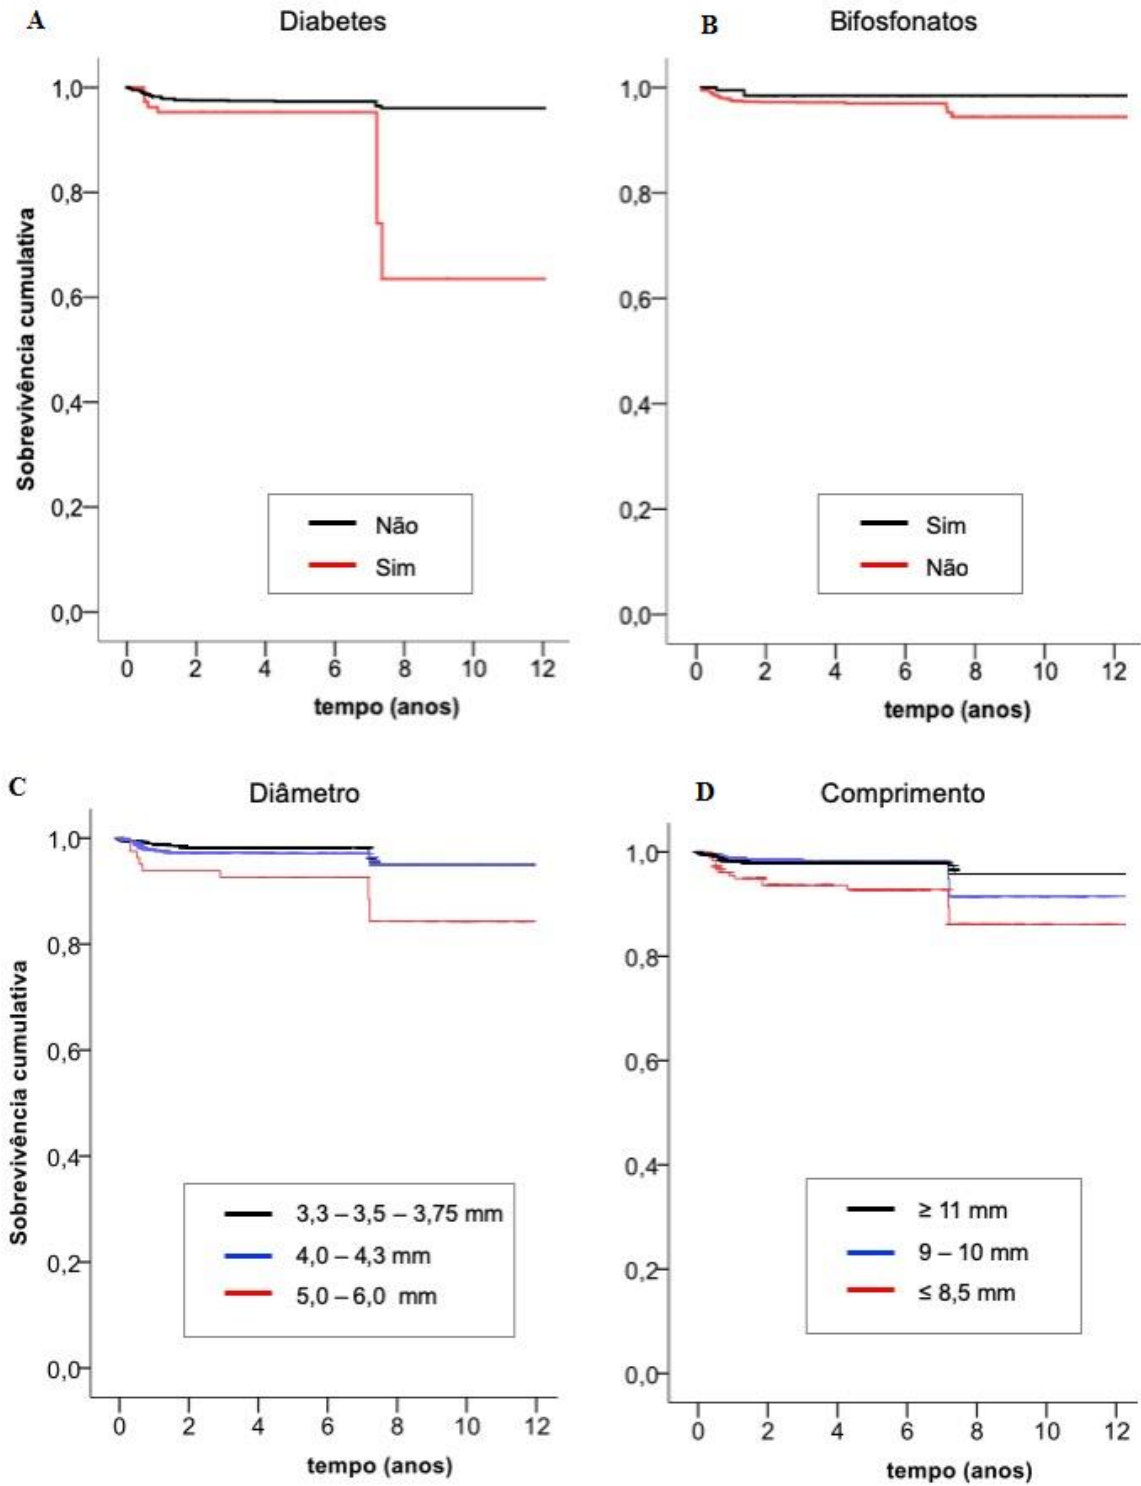 A
Diabetes
Sobrevivência cumulativa
1,0
0,8
0,6
0,4
0,2
0,0
Não
Sim
0 2 4 6 8 10 12
tempo (anos)
B
Bifosfonatos
1,0
0,8
0,6
0,4
0,2
0,0
Sim
Não
0 2 4 6 8 10 12
tempo (anos)
C
Diâmetro
Sobrevivência cumulativa
1,0
0,8
0,6
0,4
0,2
0,0
3,3 – 3,5 – 3,75 mm
4,0 – 4,3 mm
5,0 – 6,0 mm
0 2 4 6 8 10 12
tempo (anos)
D
Comprimento
1,0
0,8
0,6
0,4
0,2
0,0
≥ 11 mm
9 – 10 mm
≤ 8,5 mm
0 2 4 6 8 10 12
tempo (anos)